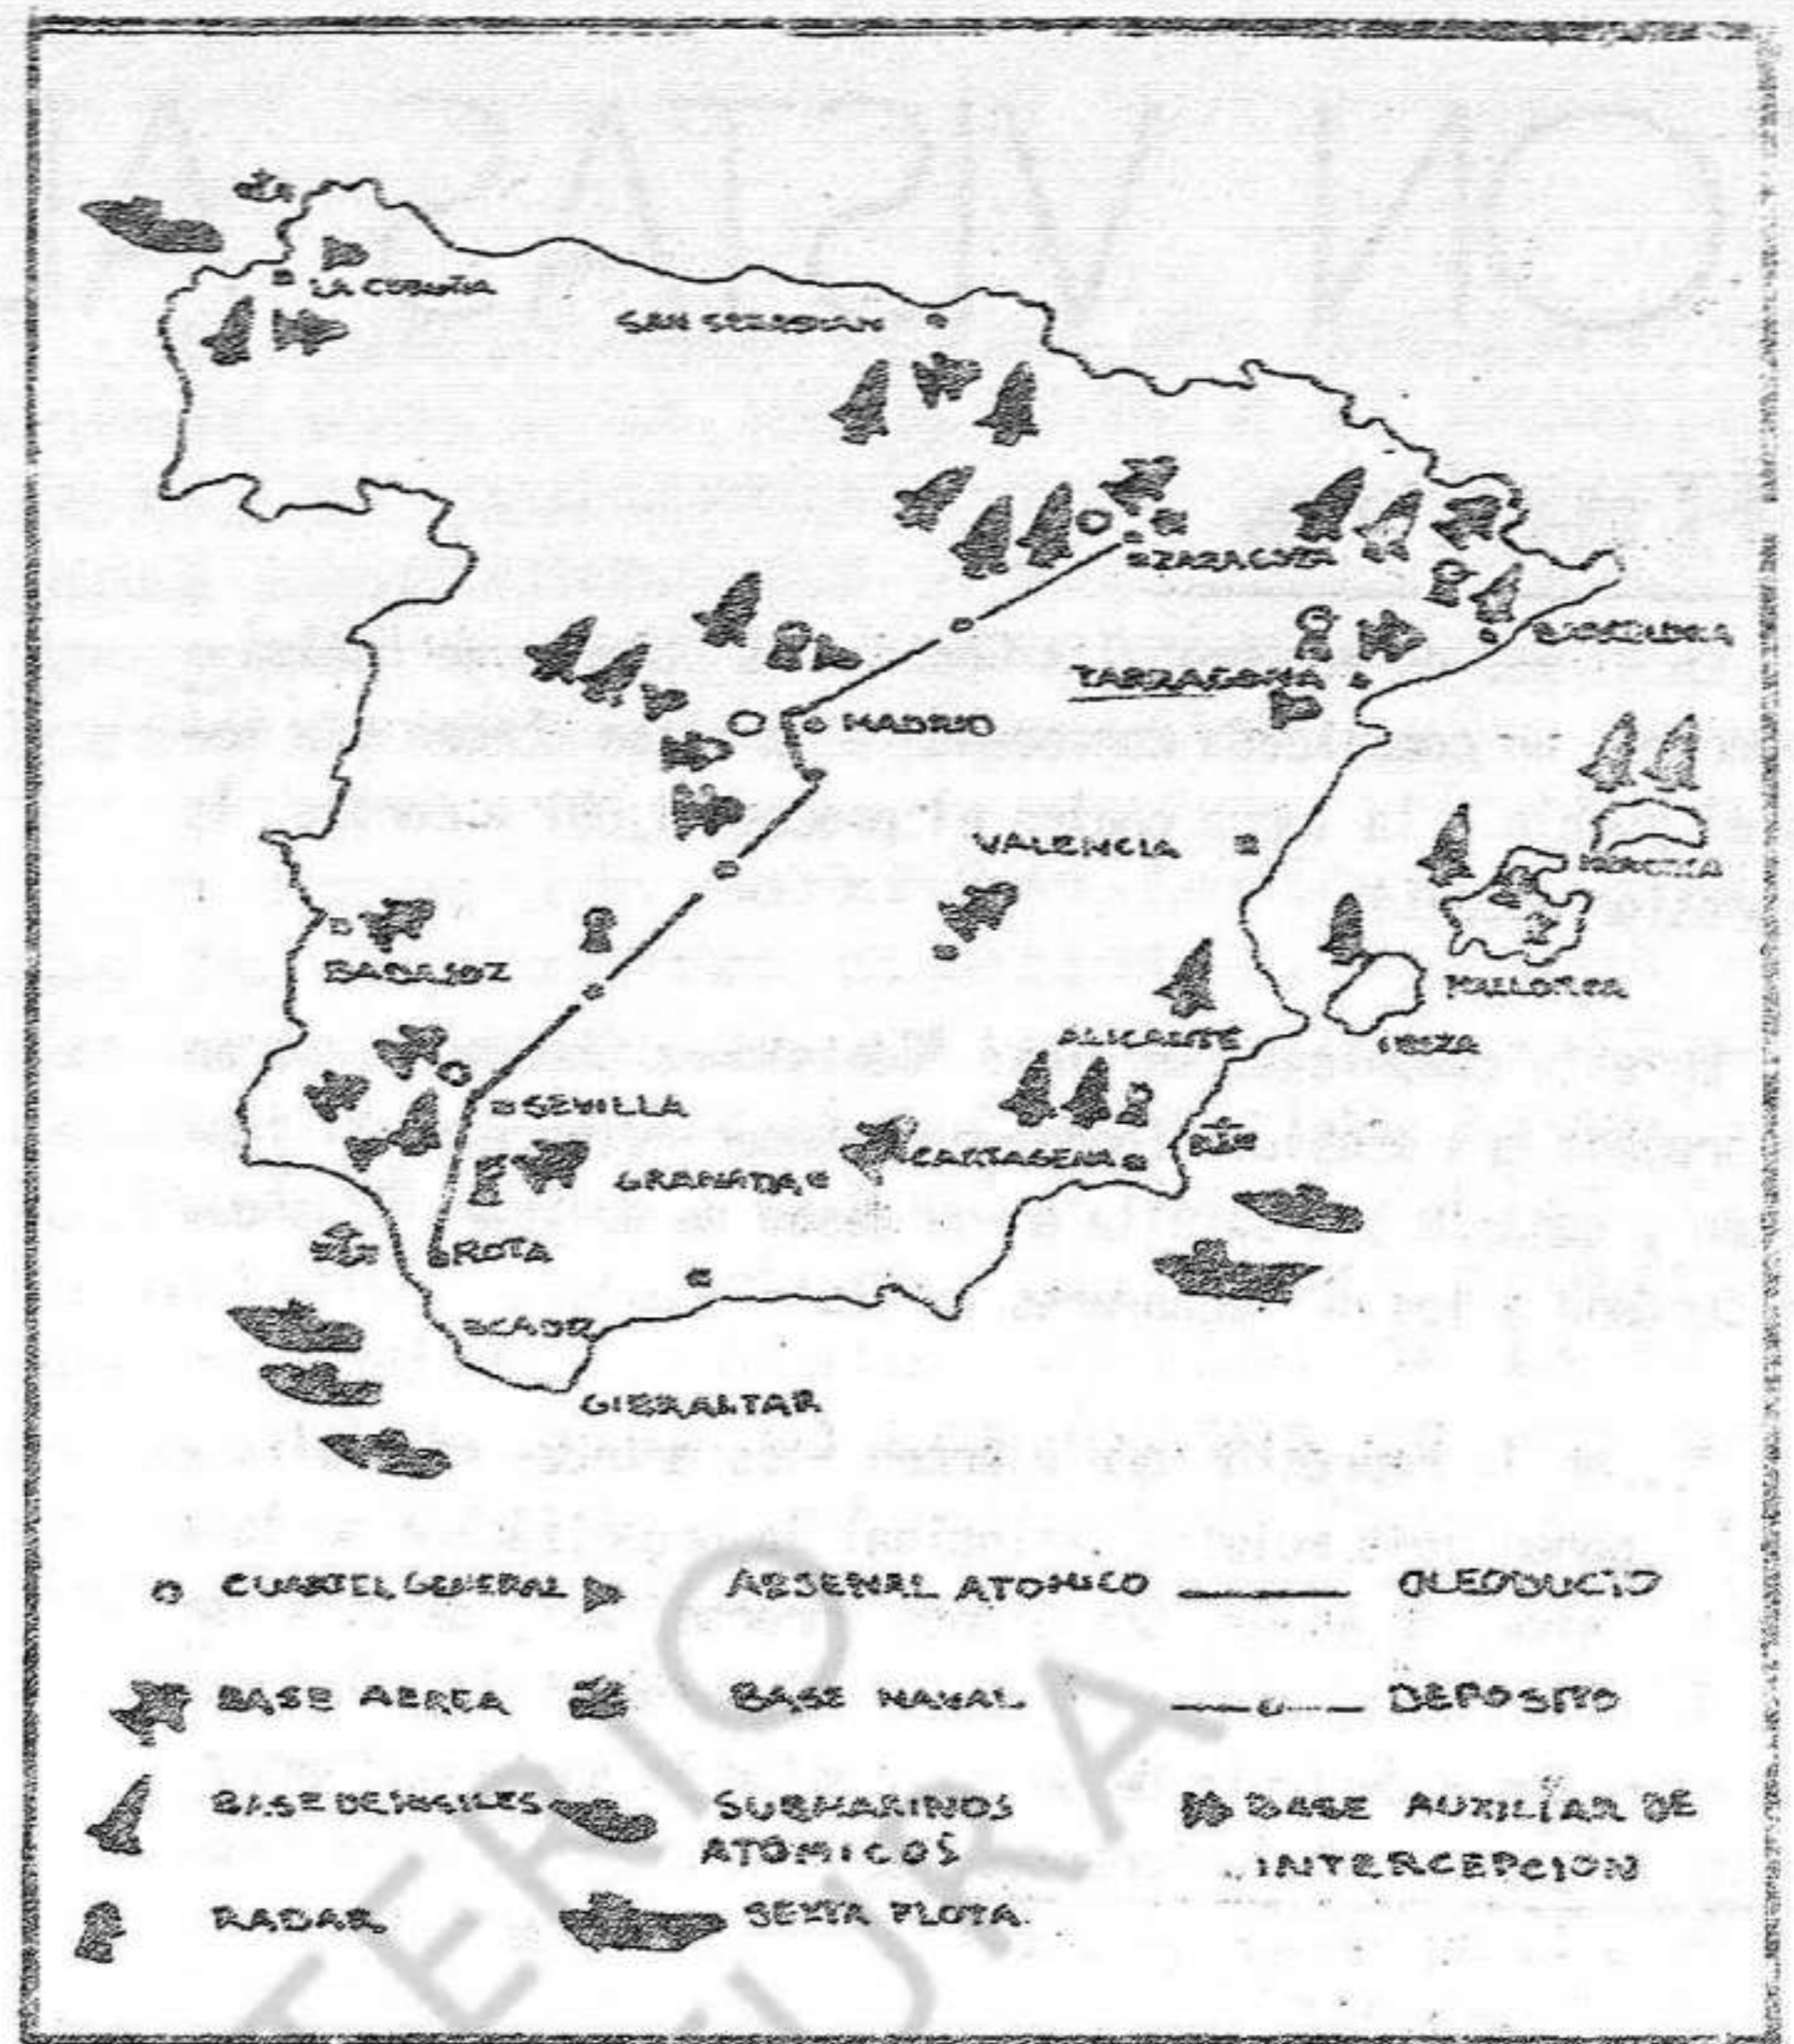 LA CORUÑA
SAN SEBASTIAN
ZARAGOZA
BARCELONA
TARRAGONA
MADRID
VALENCIA
MENORCA
BADAJOZ
MALLORCA
ALICANTE
IBIZA
SEVILLA
CARTAGENA
GRANADA
ROTA
CADIZ
GIBRALTAR
CUARTEL GENERAL
ARSENAL ATOMICO
OLEODUCTO
BASE AEREA
BASE NAVAL
DEPOSITO
BASE DE MISILES
SUBMARINOS
ATOMICOS
BASE AUXILIAR DE
INTERCEPCION
RADAR
SEXTA FLOTA